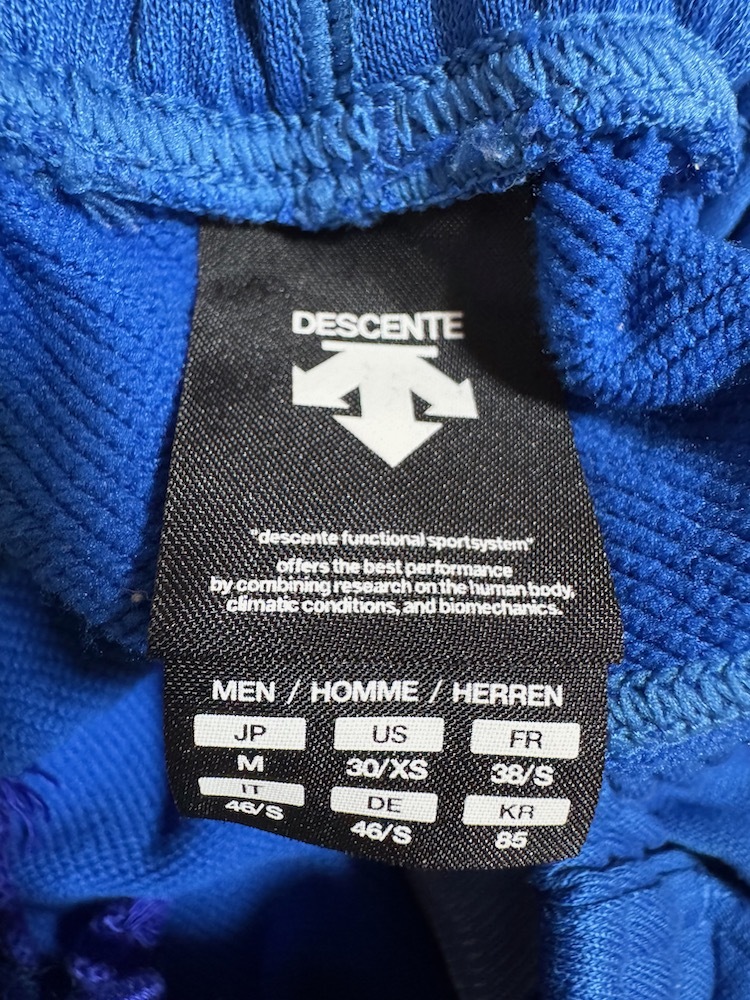 DESCENTE
"descente functional sportsystem"
offers the best performance
by combining research on the human body,
climatic conditions, and biomechanics.
MEN / HOMME / HERREN
JP US FR
M 30/XS 38/S
IT DE KR
46/S 46/S 85